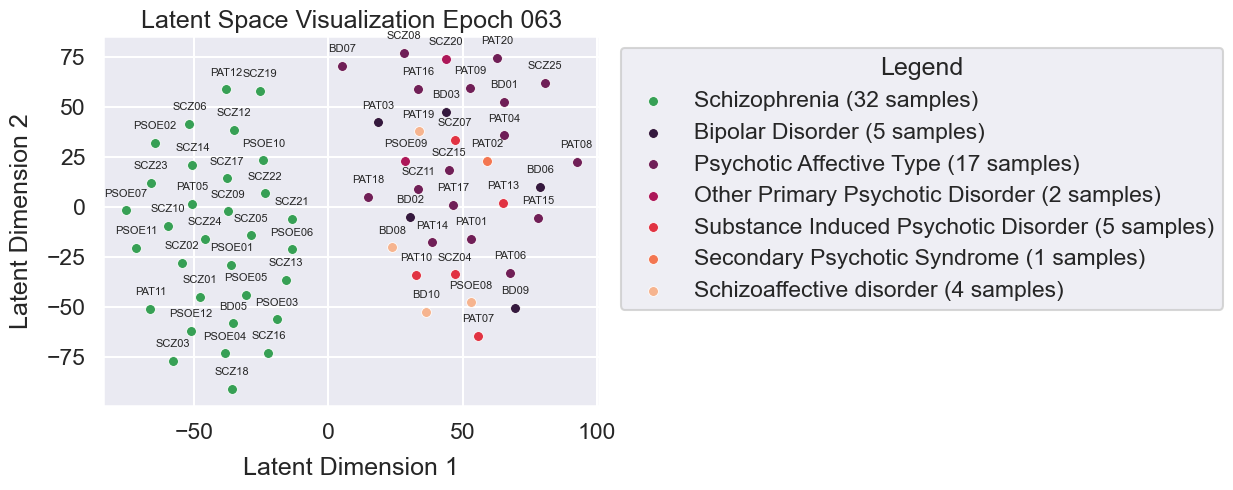 Latent Space Visualization Epoch 063
Latent Dimension 2
75
50
25
0
−25
−50
−75
SCZ08
SCZ20
PAT20
BD07
PAT12
SCZ19
PAT16
PAT09
SCZ25
BD01
BD03
SCZ06
PAT03
SCZ12
PAT19
PAT04
PSOE02
SCZ07
SCZ14
PSOE10
PSOE09
PAT02
PAT08
SCZ23
SCZ17
SCZ15
BD06
SCZ22
SCZ11
PAT05
PAT18
PSOE07
SCZ09
PAT17
PAT13
SCZ21
BD02
SCZ10
PAT15
SCZ24
SCZ05
PSOE11
PSOE06
BD08
PAT14
PAT01
SCZ02
PSOE01
SCZ13
PAT10
SCZ04
PAT06
SCZ01
PSOE05
PSOE08
PAT11
BD05
PSOE03
BD10
BD09
PSOE12
PAT07
SCZ03
PSOE04
SCZ16
SCZ18
−50
0
50
100
Latent Dimension 1
Legend
Schizophrenia (32 samples)
Bipolar Disorder (5 samples)
Psychotic Affective Type (17 samples)
Other Primary Psychotic Disorder (2 samples)
Substance Induced Psychotic Disorder (5 samples)
Secondary Psychotic Syndrome (1 samples)
Schizoaffective disorder (4 samples)